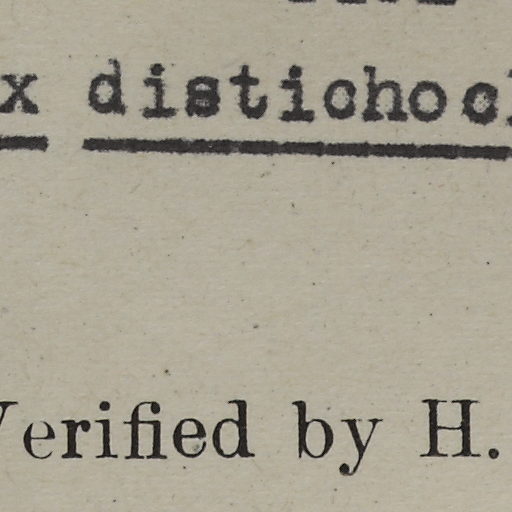 x distichoc
Verified by H.